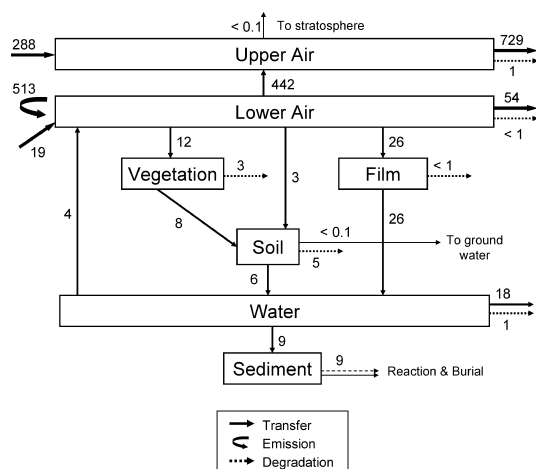 < 0.1 To stratosphere
288
Upper Air
729
1
442
513
Lower Air
54
< 1
19
12
26
Vegetation
3
3
Film
< 1
4
8
26
Soil
< 0.1
To ground
water
5
6
18
Water
1
9
Sediment
9
Reaction & Burial
Transfer
Emission
Degradation